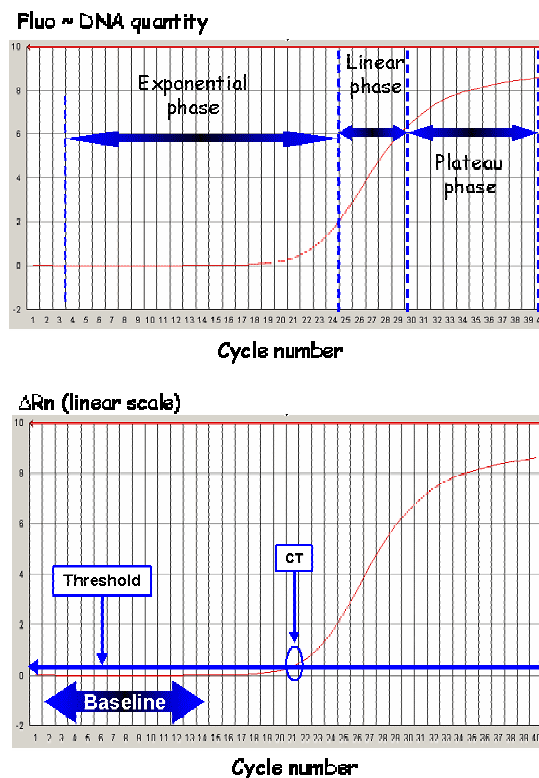 Fluo ~ DNA quantity
10
Linear
phase
Exponential
phase
8
6
Plateau
phase
4
2
0
-2
1 2 3 4 5 6 7 8 9 10 11 12 13 14 15 16 17 18 19 20 21 22 23 24 25 26 27 28 29 30 31 32 33 34 35 36 37 38 39 4
Cycle number
ΔRn (linear scale)
10
8
6
CT
Threshold
4
2
0
Baseline
-2
1 2 3 4 5 6 7 8 9 10 11 12 13 14 15 16 17 18 19 20 21 22 23 24 25 26 27 28 29 30 31 32 33 34 35 36 37 38 39 40
Cycle number